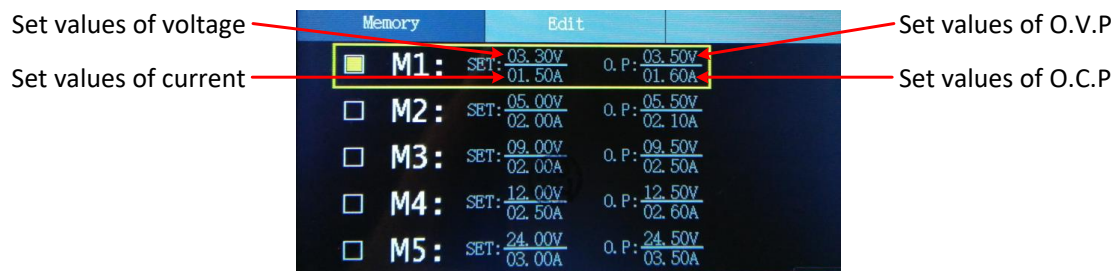 Memory Edit
Set values of voltage
Set values of O.V.P
M1: SET: 03.30V O.P: 03.50V
01.50A 01.60A
Set values of current
Set values of O.C.P
M2: SET: 05.00V O.P: 05.50V
02.00A 02.10A
M3: SET: 09.00V O.P: 09.50V
02.00A 02.50A
M4: SET: 12.00V O.P: 12.50V
02.50A 02.60A
M5: SET: 24.00V O.P: 24.50V
03.00A 03.50A